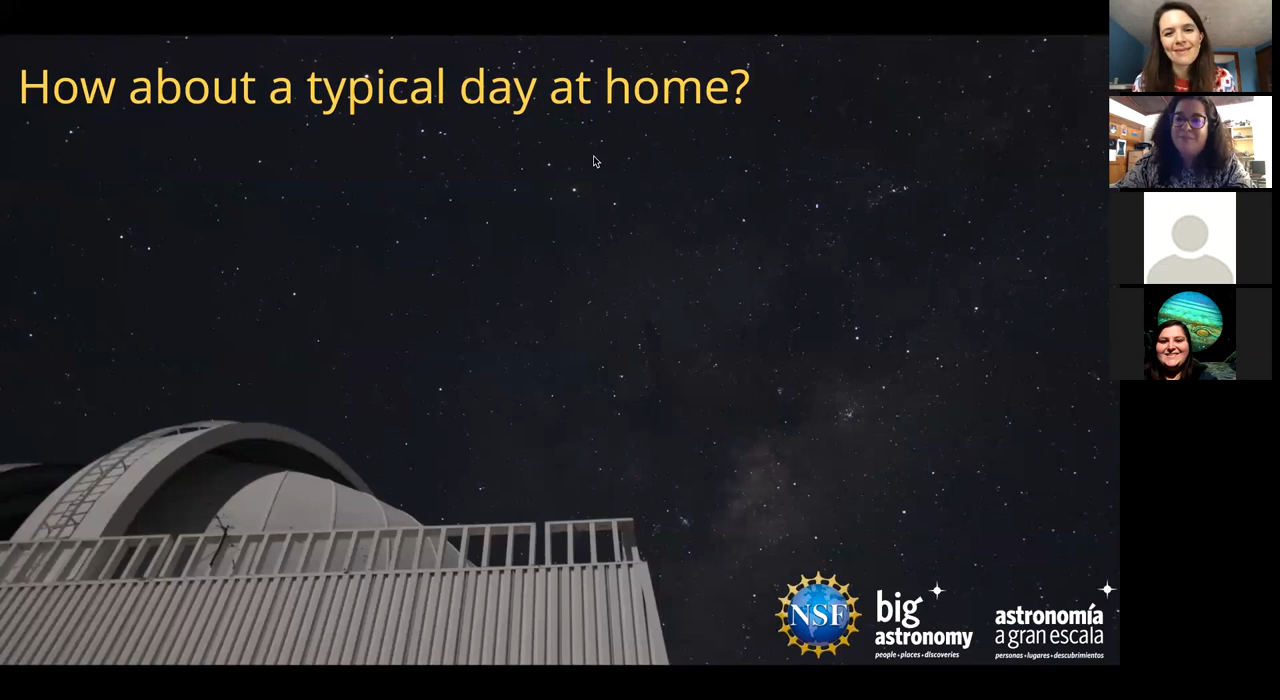 How about a typical day at home?
NSF
big
astronomy
people • places • discoveries
astronomía
a gran escala
personas • lugares • descubrimientos